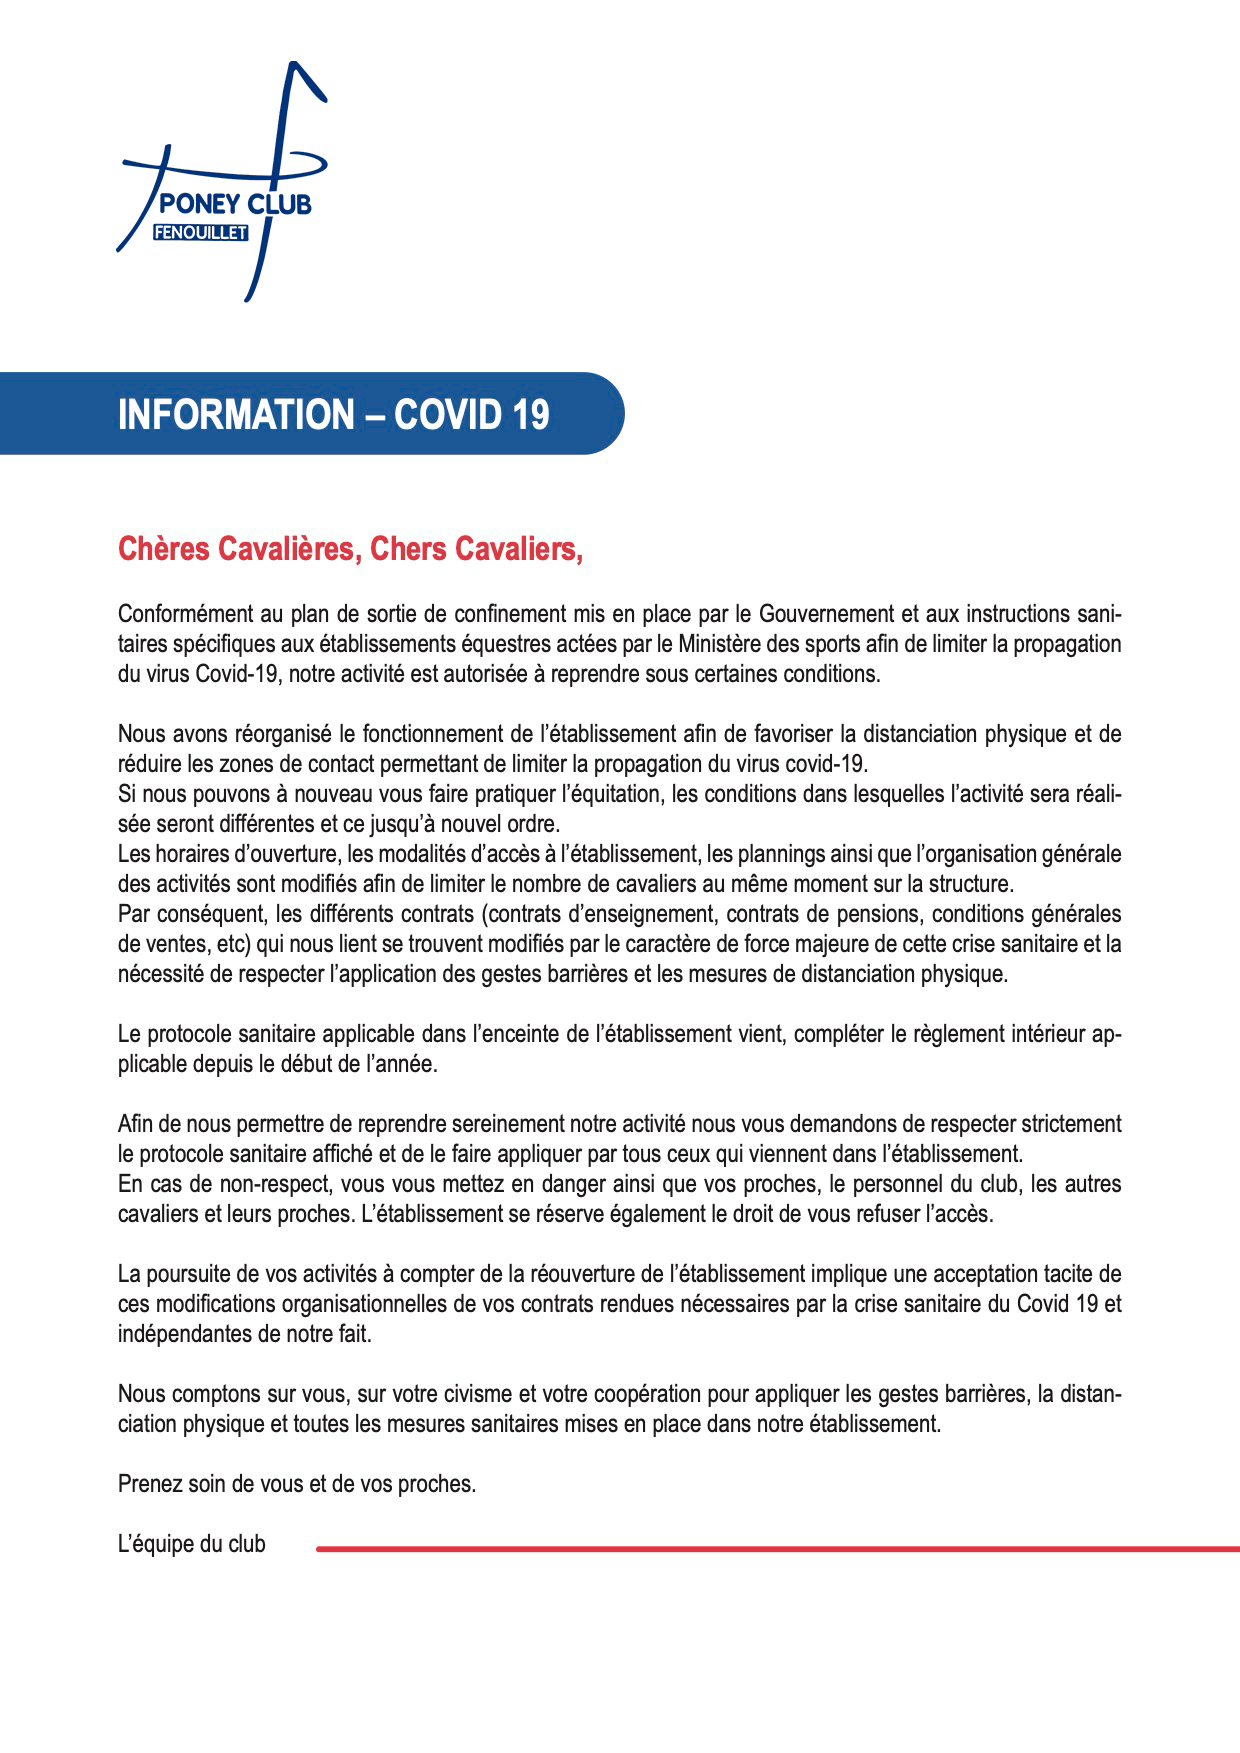 PONEY CLUB
FENOUILLET
INFORMATION – COVID 19
Chères Cavalières, Chers Cavaliers,
Conformément au plan de sortie de confinement mis en place par le Gouvernement et aux instructions sani-
taires spécifiques aux établissements équestres actées par le Ministère des sports afin de limiter la propagation
du virus Covid-19, notre activité est autorisée à reprendre sous certaines conditions.
Nous avons réorganisé le fonctionnement de l’établissement afin de favoriser la distanciation physique et de
réduire les zones de contact permettant de limiter la propagation du virus covid-19.
Si nous pouvons à nouveau vous faire pratiquer l’équitation, les conditions dans lesquelles l’activité sera réali-
sée seront différentes et ce jusqu’à nouvel ordre.
Les horaires d’ouverture, les modalités d’accès à l’établissement, les plannings ainsi que l’organisation générale
des activités sont modifiés afin de limiter le nombre de cavaliers au même moment sur la structure.
Par conséquent, les différents contrats (contrats d’enseignement, contrats de pensions, conditions générales
de ventes, etc) qui nous lient se trouvent modifiés par le caractère de force majeure de cette crise sanitaire et la
nécessité de respecter l’application des gestes barrières et les mesures de distanciation physique.
Le protocole sanitaire applicable dans l’enceinte de l’établissement vient, compléter le règlement intérieur ap-
plicable depuis le début de l’année.
Afin de nous permettre de reprendre sereinement notre activité nous vous demandons de respecter strictement
le protocole sanitaire affiché et de le faire appliquer par tous ceux qui viennent dans l’établissement.
En cas de non-respect, vous vous mettez en danger ainsi que vos proches, le personnel du club, les autres
cavaliers et leurs proches. L’établissement se réserve également le droit de vous refuser l’accès.
La poursuite de vos activités à compter de la réouverture de l’établissement implique une acceptation tacite de
ces modifications organisationnelles de vos contrats rendues nécessaires par la crise sanitaire du Covid 19 et
indépendantes de notre fait.
Nous comptons sur vous, sur votre civisme et votre coopération pour appliquer les gestes barrières, la distan-
ciation physique et toutes les mesures sanitaires mises en place dans notre établissement.
Prenez soin de vous et de vos proches.
L’équipe du club